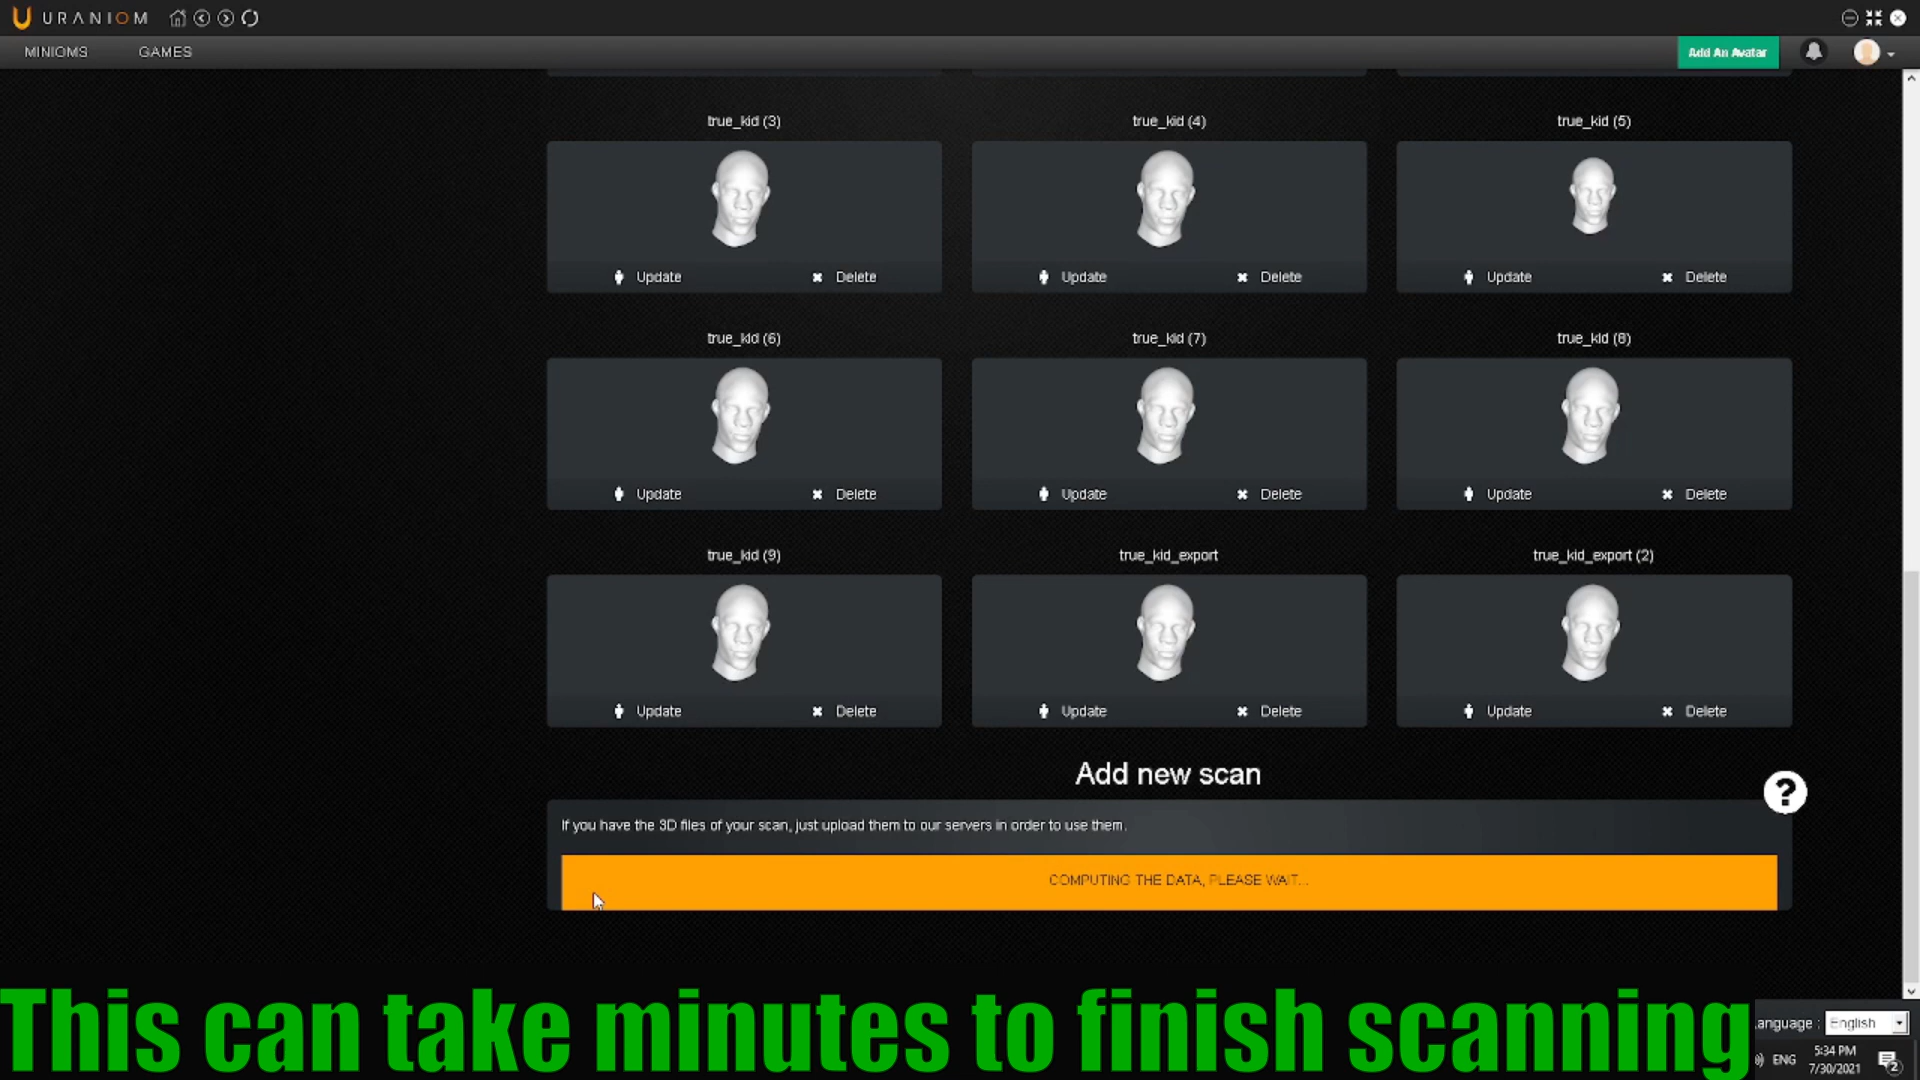 URANIOM
MINIOMS GAMES Add An Avatar
true_kid (3) true_kid (4) true_kid (5)
Update Delete Update Delete Update Delete
true_kid (6) true_kid (7) true_kid (8)
Update Delete Update Delete Update Delete
true_kid (9) true_kid_export true_kid_export (2)
Update Delete Update Delete Update Delete
Add new scan
?
If you have the 3D files of your scan, just upload them to our servers in order to use them.
COMPUTING THE DATA, PLEASE WAIT...
This can take minutes to finish scanning
anguage : English
ENG 5:34 PM
7/30/2021 2